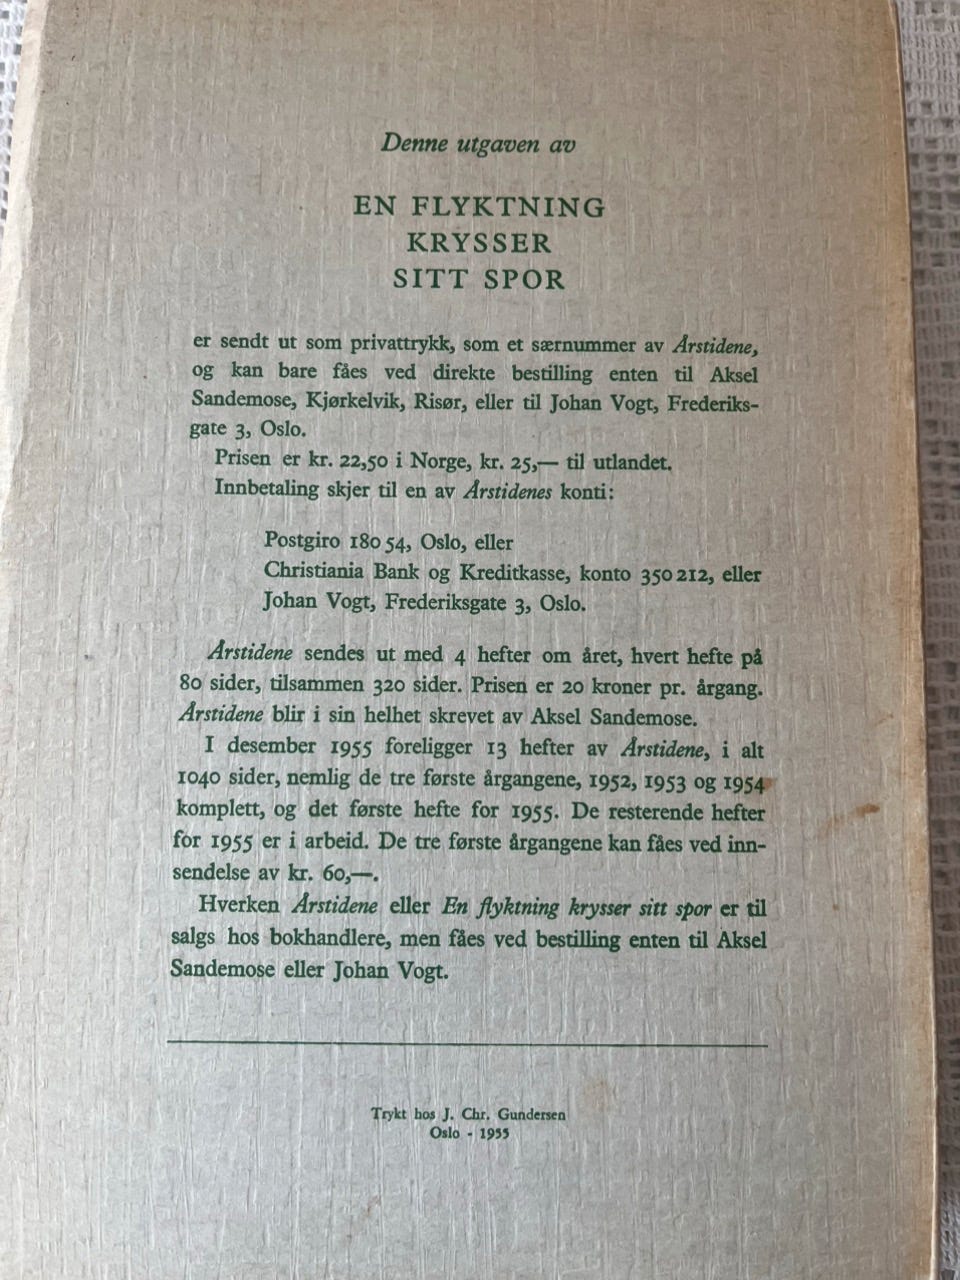 Denne utgaven av
EN FLYKTNING
KRYSSER
SITT SPOR
er sendt ut som privattrykk, som et særnummer av Årstidene,
og kan bare fåes ved direkte bestilling enten til Aksel
Sandemose, Kjørkelvik, Risør, eller til Johan Vogt, Frederiks-
gate 3, Oslo.
Prisen er kr. 22,50 i Norge, kr. 25,— til utlandet.
Innbetaling skjer til en av Årstidenes konti:
Postgiro 180 54, Oslo, eller
Christiania Bank og Kreditkasse, konto 350 212, eller
Johan Vogt, Frederiksgate 3, Oslo.
Årstidene sendes ut med 4 hefter om året, hvert hefte på
80 sider, tilsammen 320 sider. Prisen er 20 kroner pr. årgang.
Årstidene blir i sin helhet skrevet av Aksel Sandemose.
I desember 1955 foreligger 13 hefter av Årstidene, i alt
1040 sider, nemlig de tre første årgangene, 1952, 1953 og 1954
komplett, og det første hefte for 1955. De resterende hefter
for 1955 er i arbeid. De tre første årgangene kan fåes ved inn-
sendelse av kr. 60,—.
Hverken Årstidene eller En flyktning krysser sitt spor er til
salgs hos bokhandlere, men fåes ved bestilling enten til Aksel
Sandemose eller Johan Vogt.
Trykt hos J. Chr. Gundersen
Oslo - 1955